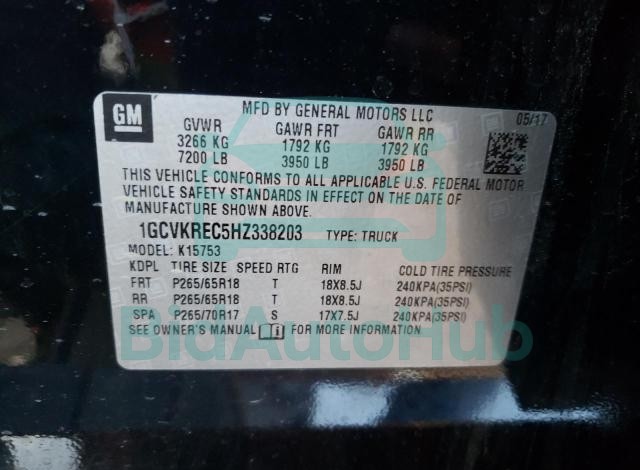 GM
MFD BY GENERAL MOTORS LLC
05/17
GVWR GAWR FRT GAWR RR
3266 KG 1792 KG 1792 KG
7200 LB 3950 LB 3950 LB
THIS VEHICLE CONFORMS TO ALL APPLICABLE U.S. FEDERAL MOTOR
VEHICLE SAFETY STANDARDS IN EFFECT ON THE DATE OF
MANUFACTURE SHOWN ABOVE.
1GCVKREC5HZ338203 TYPE: TRUCK
MODEL: K15753
KDPL TIRE SIZE SPEED RTG RIM COLD TIRE PRESSURE
FRT P265/65R18 T 18X8.5J 240KPA(35PSI)
RR P265/65R18 T 18X8.5J 240KPA(35PSI)
SPA P265/70R17 S 17X7.5J 240KPA(35PSI)
SEE OWNER'S MANUAL FOR MORE INFORMATION.
BidAutoHub